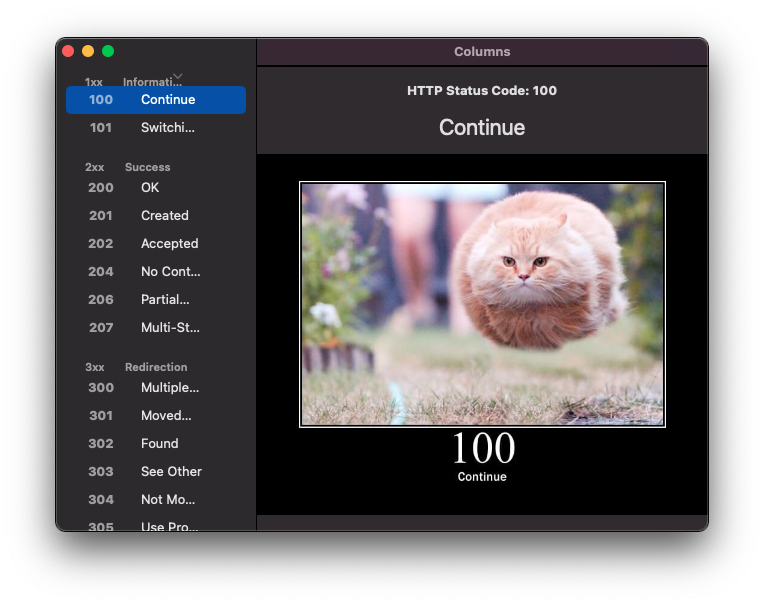 Columns
1xx Informati...
100 Continue
101 Switchi...
2xx Success
200 OK
201 Created
202 Accepted
204 No Cont...
206 Partial...
207 Multi-St...
3xx Redirection
300 Multiple...
301 Moved...
302 Found
303 See Other
304 Not Mo...
305 Use Pro...
HTTP Status Code: 100
Continue
100
Continue